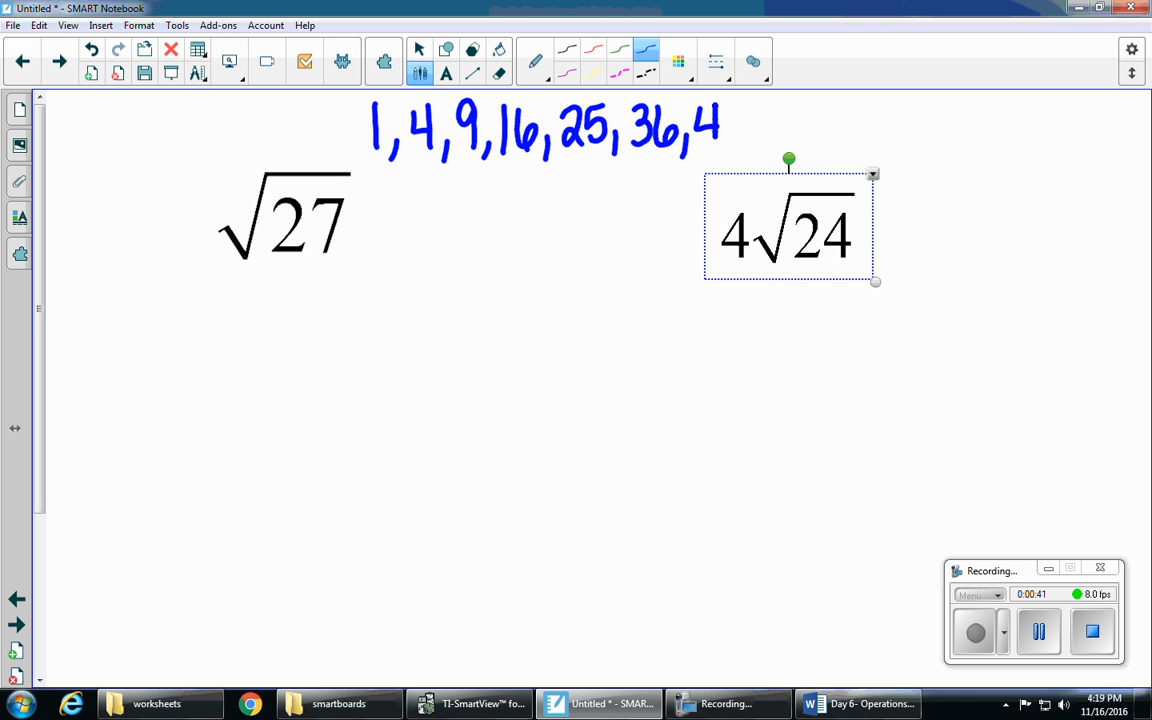 Untitled * - SMART Notebook
File Edit View Insert Format Tools Add-ons Account Help
1, 4, 9, 16, 25, 36, 4
√27
4√24
Recording...
Menu 0:00:41 8.0 fps
worksheets smartboards TI-SmartView™ fo... Untitled * - SMAR... Recording... Day 6- Operations...
4:19 PM
11/16/2016